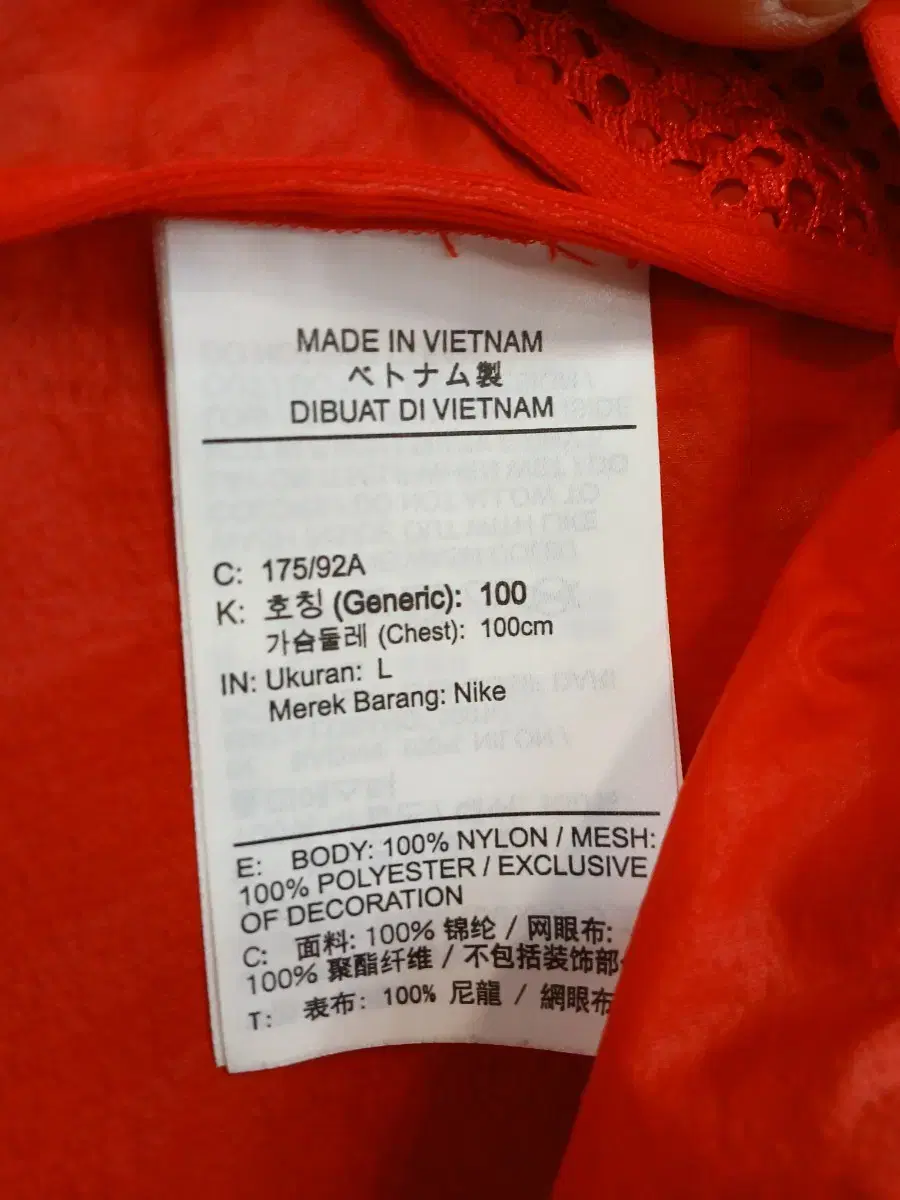 MADE IN VIETNAM
ベトナム製
DIBUAT DI VIETNAM
C: 175/92A
K: 호칭 (Generic): 100
가슴둘레 (Chest): 100cm
IN: Ukuran: L
Merek Barang: Nike
E: BODY: 100% NYLON / MESH:
100% POLYESTER / EXCLUSIVE
OF DECORATION
C: 面料: 100% 锦纶 / 网眼布:
100% 聚酯纤维 / 不包括装饰部
T: 表布: 100% 尼龍 / 網眼布